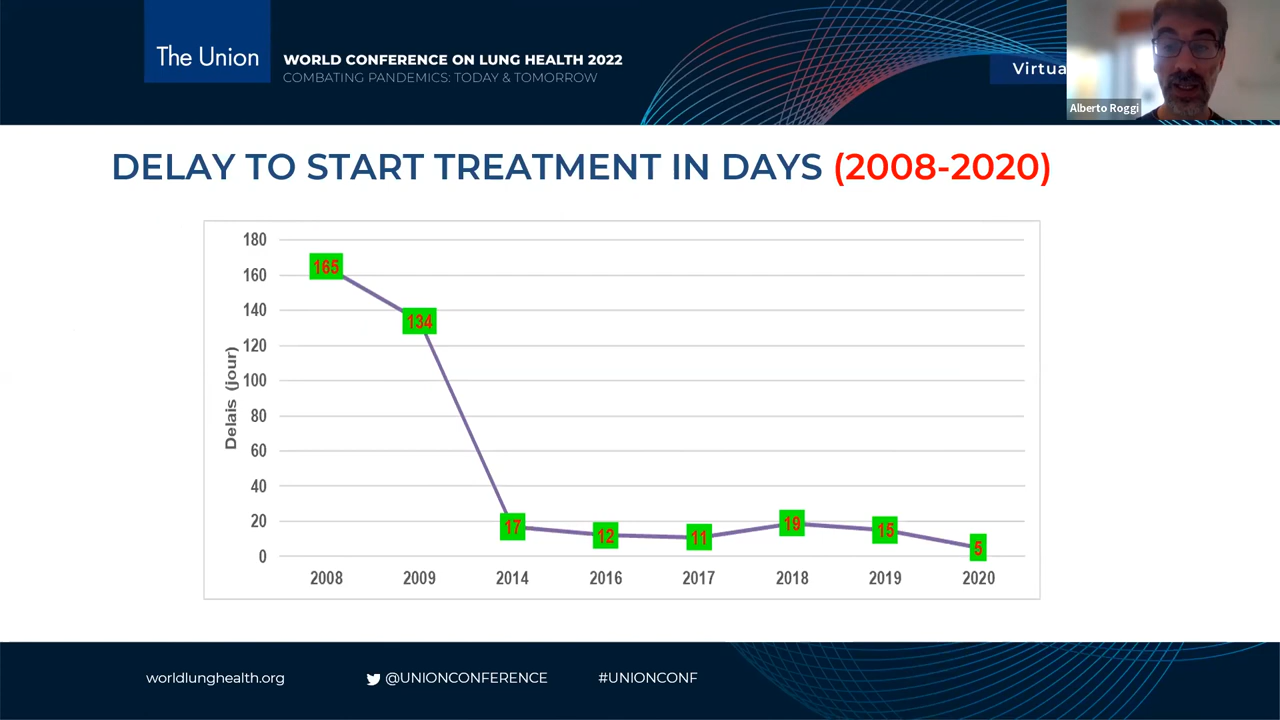 The Union
WORLD CONFERENCE ON LUNG HEALTH 2022
COMBATING PANDEMICS: TODAY & TOMORROW
Virtua
Alberto Roggi
DELAY TO START TREATMENT IN DAYS (2008-2020)
Delais (jour)
180
160
140
120
100
80
60
40
20
0
165
134
17
12
11
19
15
5
2008 2009 2014 2016 2017 2018 2019 2020
worldlunghealth.org @UNIONCONFERENCE #UNIONCONF